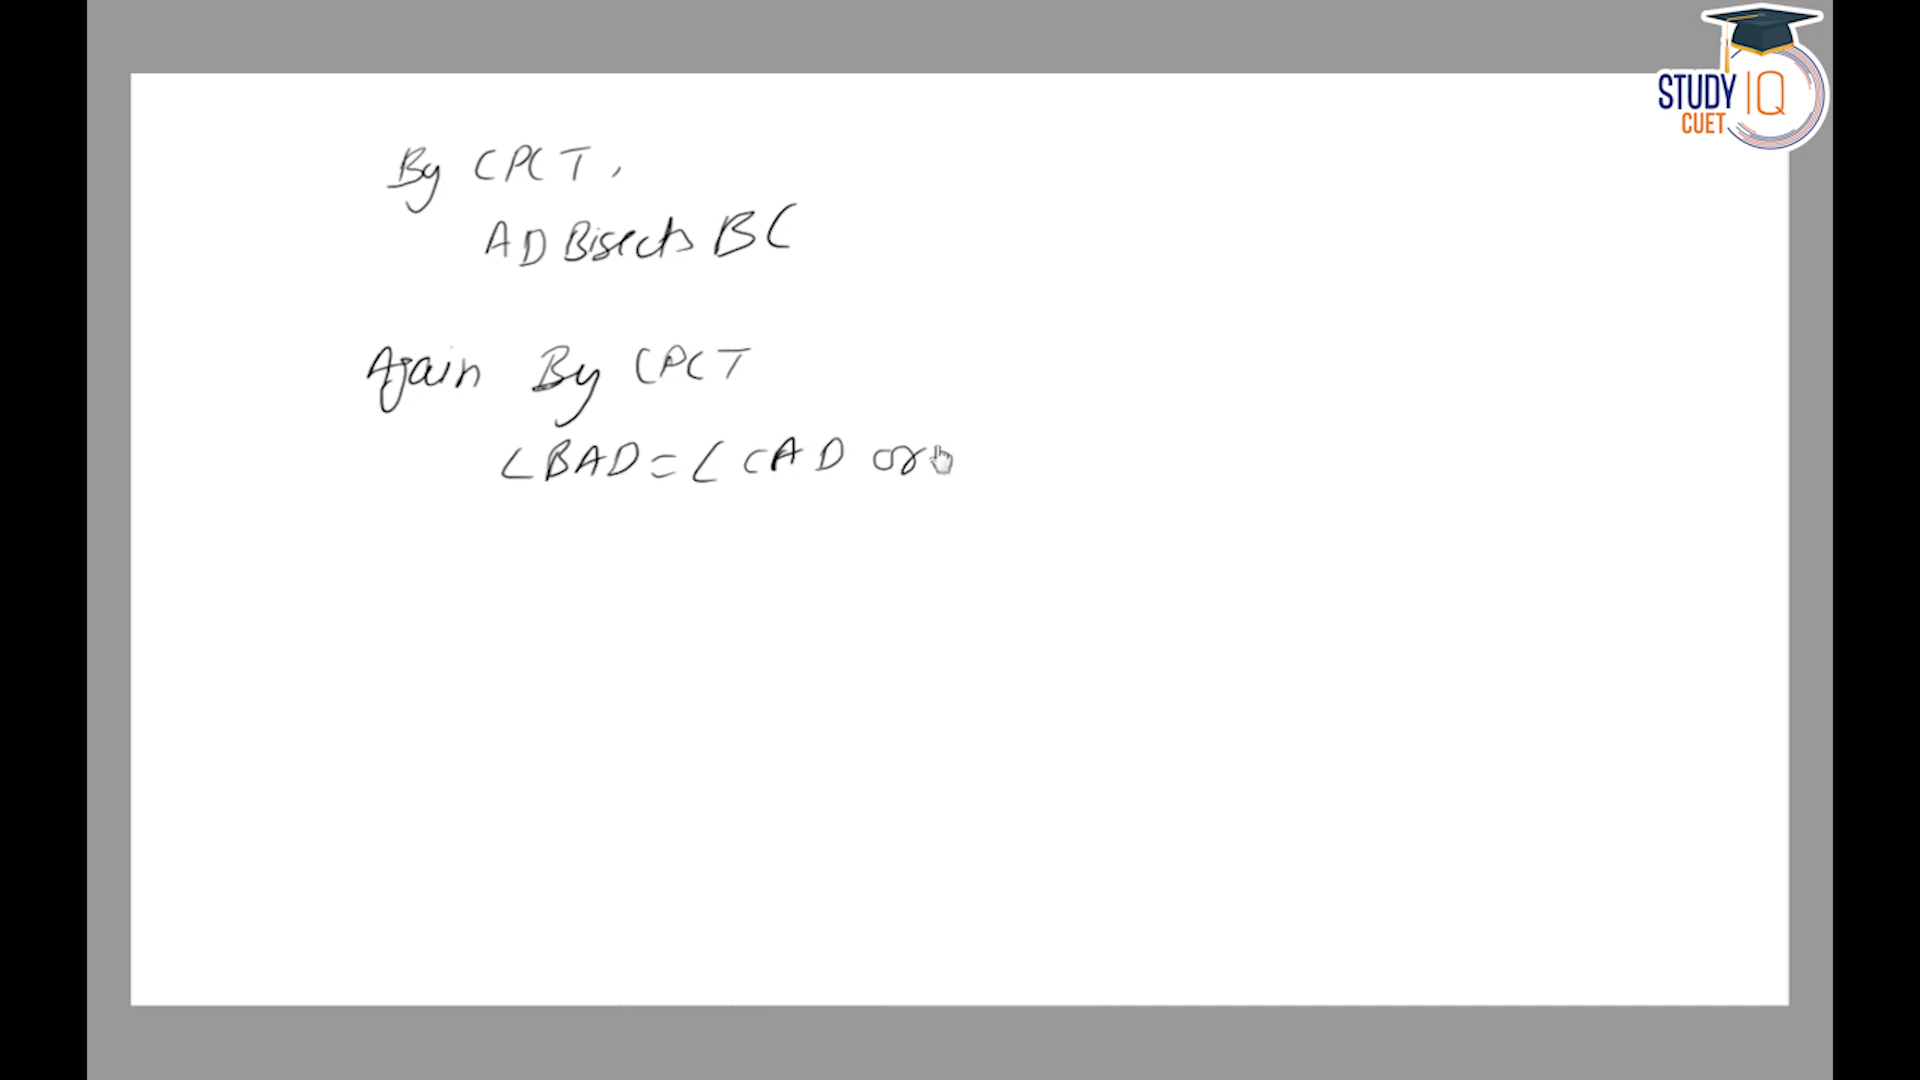 STUDY IQ
CUET
By CPCT,
AD Bisects BC
Again By CPCT
∠BAD = ∠CAD or